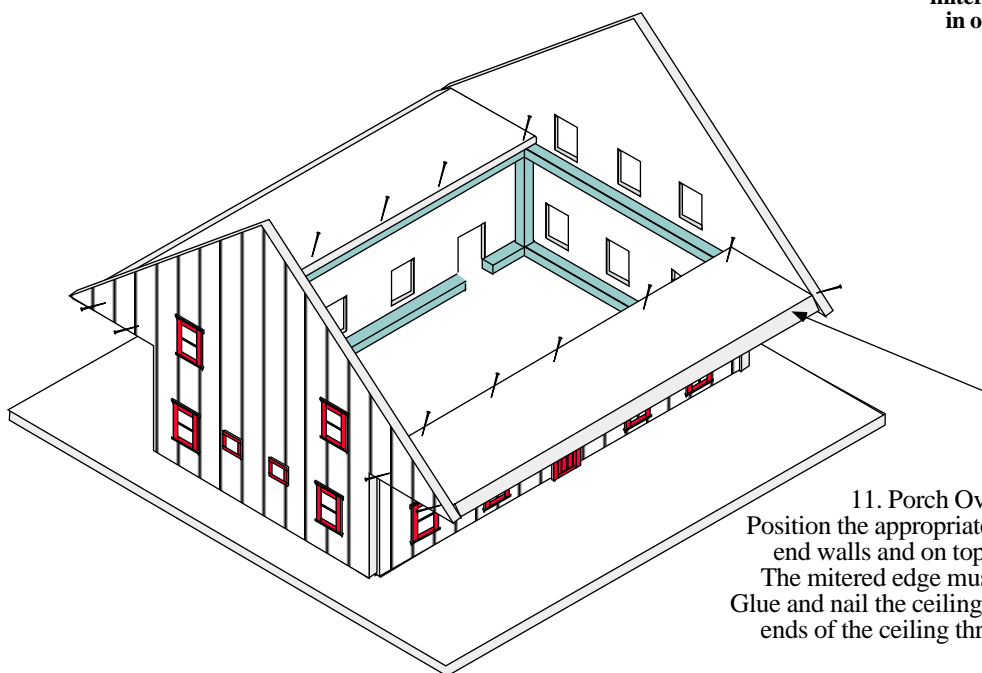 in o
11. Porch Ov
Position the appropriate
end walls and on top
The mitered edge mus
Glue and nail the ceiling
ends of the ceiling thr